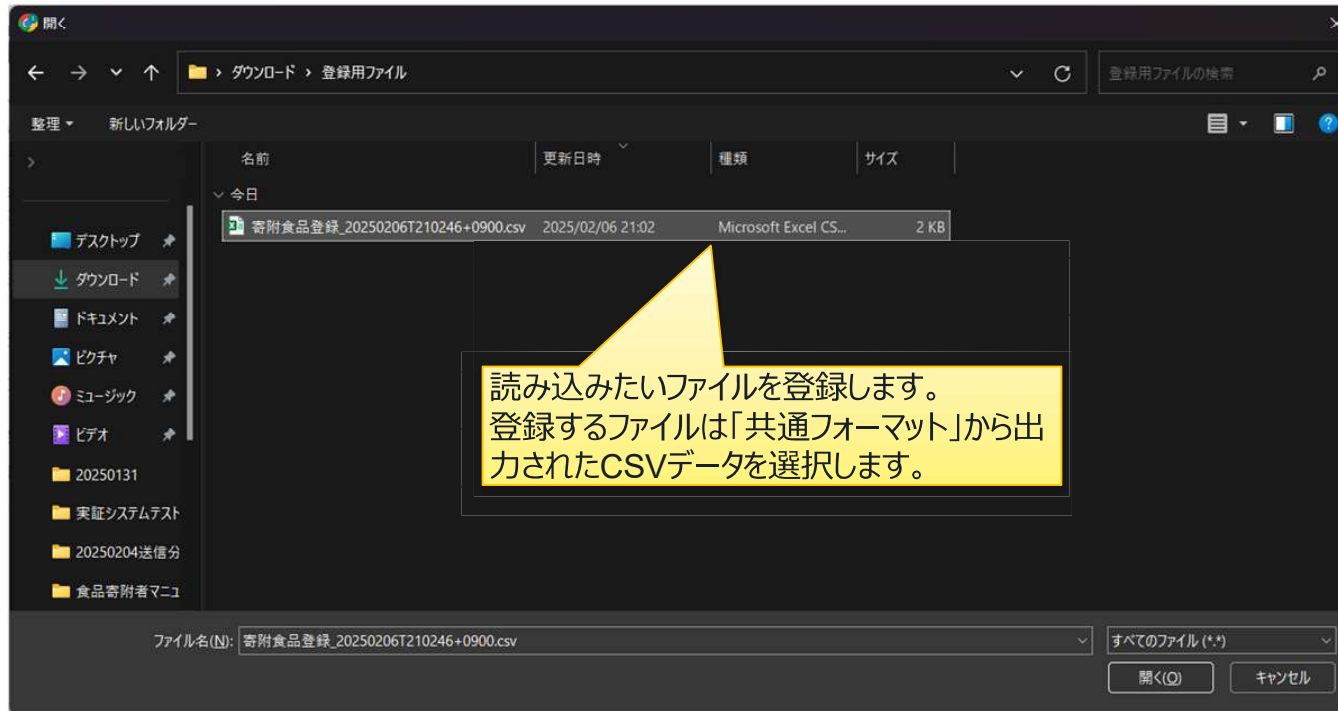 開く
ダウンロード › 登録用ファイル
登録用ファイルの検索
整理
新しいフォルダー
名前 更新日時 種類 サイズ
今日
寄附食品登録_20250206T210246+0900.csv 2025/02/06 21:02 Microsoft Excel CS... 2 KB
デスクトップ
ダウンロード
ドキュメント
ピクチャ
ミュージック
ビデオ
20250131
実証システムテスト
20250204送信分
食品寄附者マニュ
読み込みたいファイルを登録します。
登録するファイルは「共通フォーマット」から出
力されたCSVデータを選択します。
ファイル名(N): 寄附食品登録_20250206T210246+0900.csv
すべてのファイル (*.*)
開く(O) キャンセル